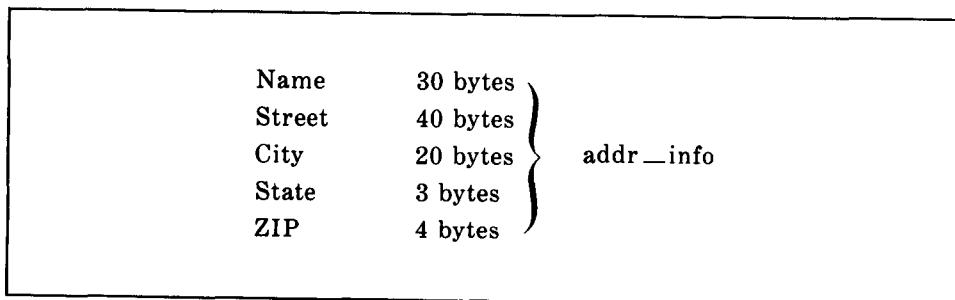 Name 30 bytes
Street 40 bytes
City 20 bytes addr_info
State 3 bytes
ZIP 4 bytes